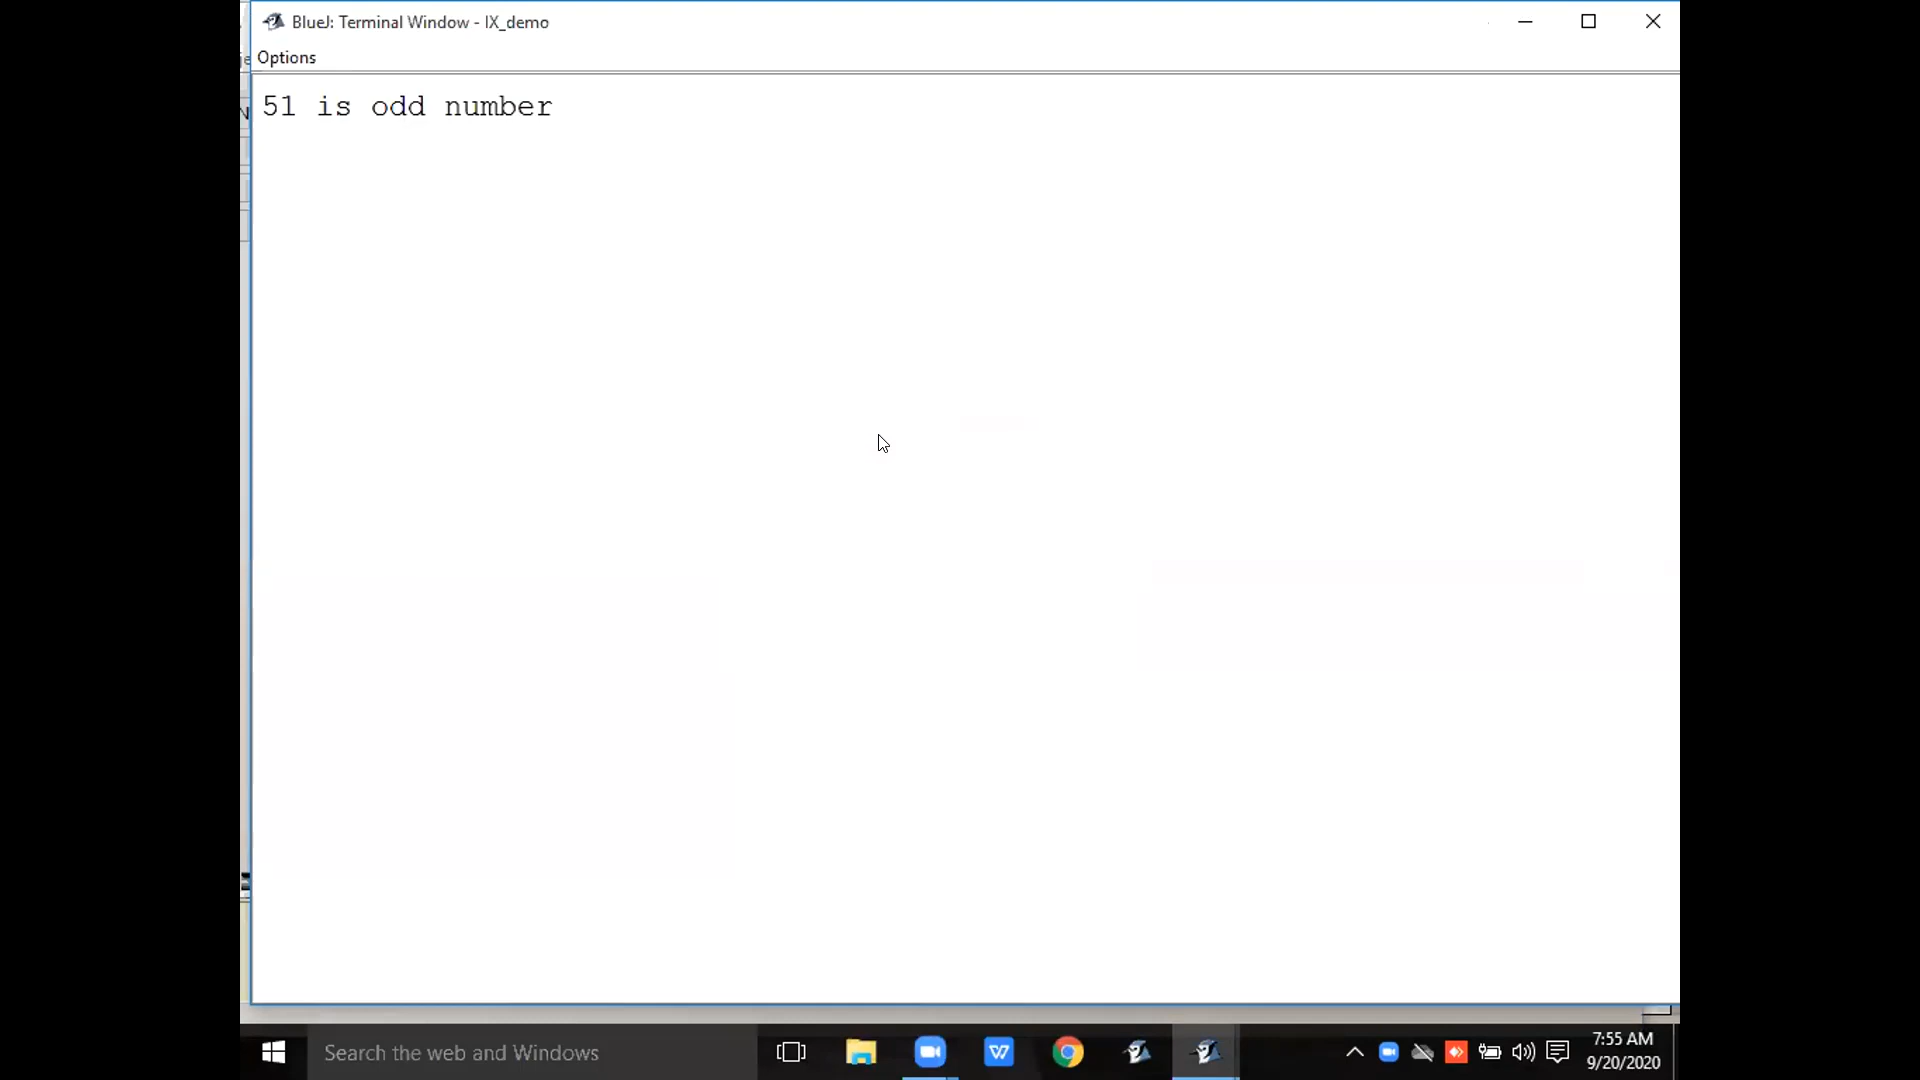 BlueJ: Terminal Window - IX_demo
Options
51 is odd number
Search the web and Windows
7:55 AM
9/20/2020